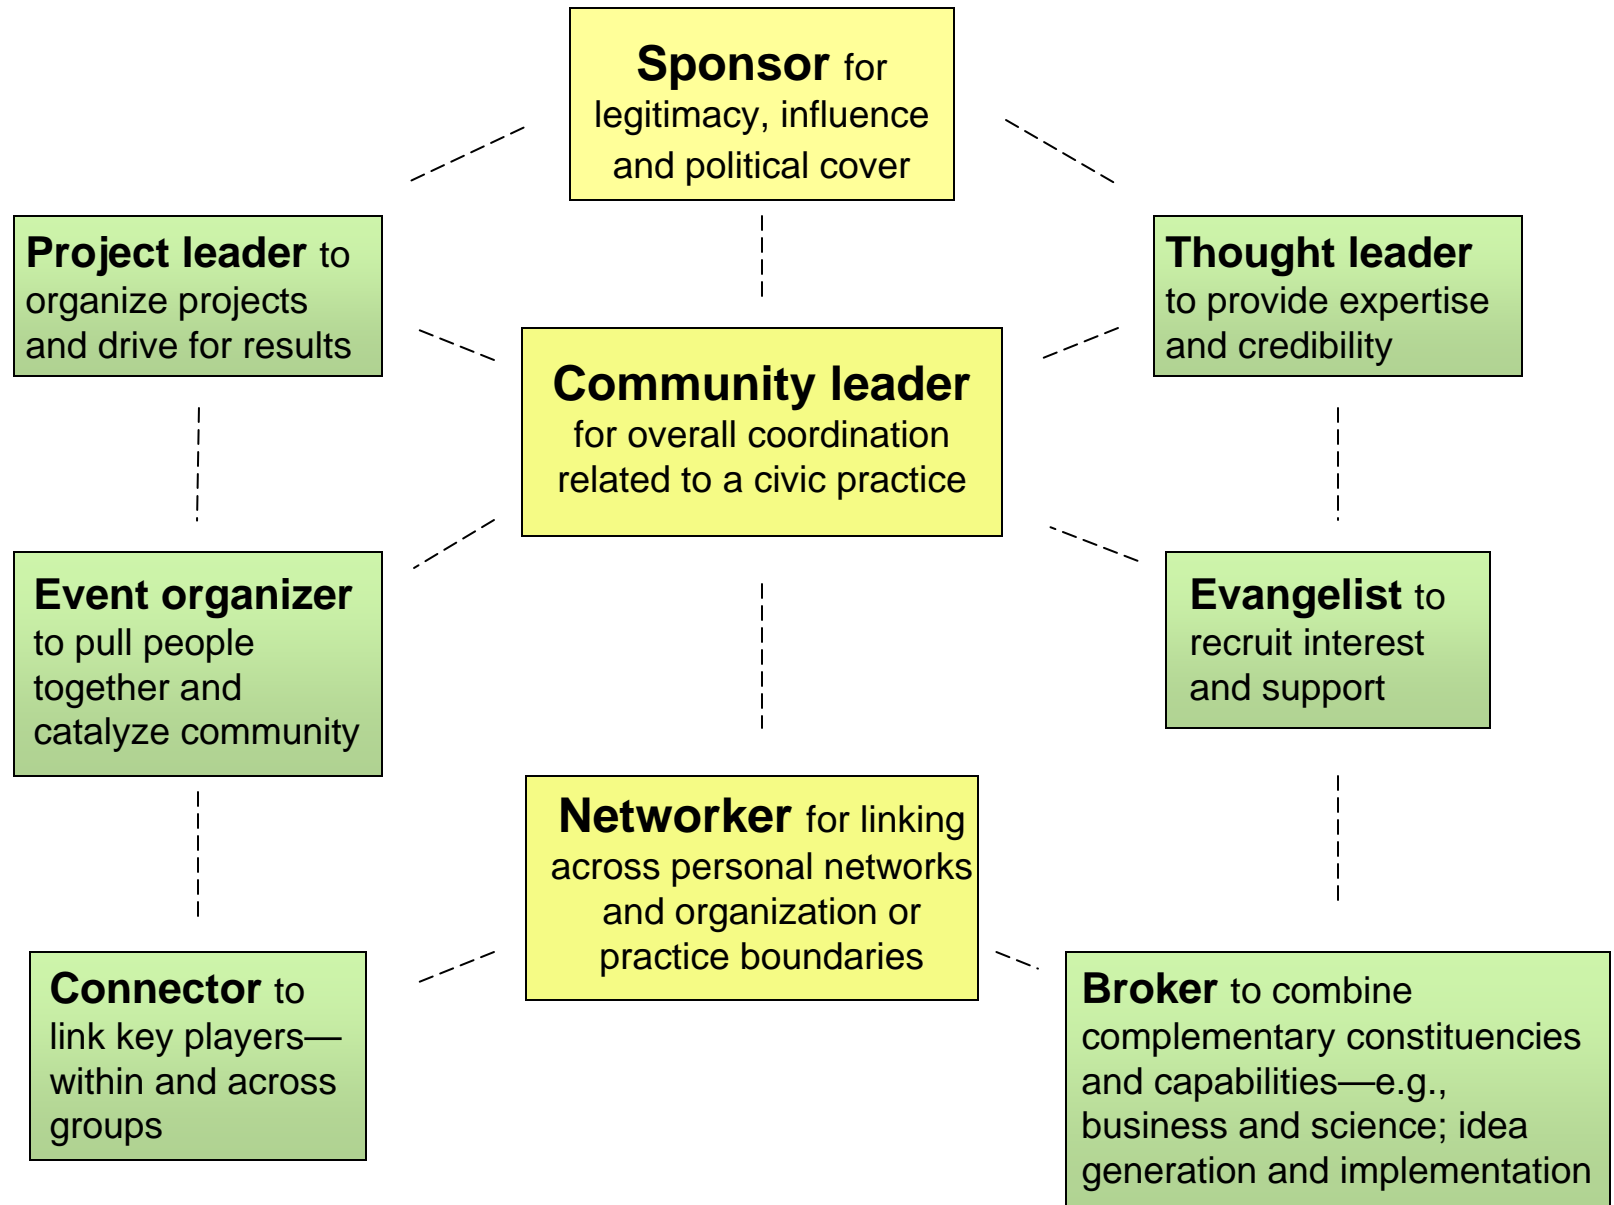 Sponsor for
legitimacy, influence
and political cover
Project leader to
organize projects
and drive for results
Thought leader
to provide expertise
and credibility
Community leader
for overall coordination
related to a civic practice
Event organizer
to pull people
together and
catalyze community
Evangelist to
recruit interest
and support
Networker for linking
across personal networks
and organization or
practice boundaries
Connector to
link key players—
within and across
groups
Broker to combine
complementary constituencies
and capabilities—e.g.,
business and science; idea
generation and implementation